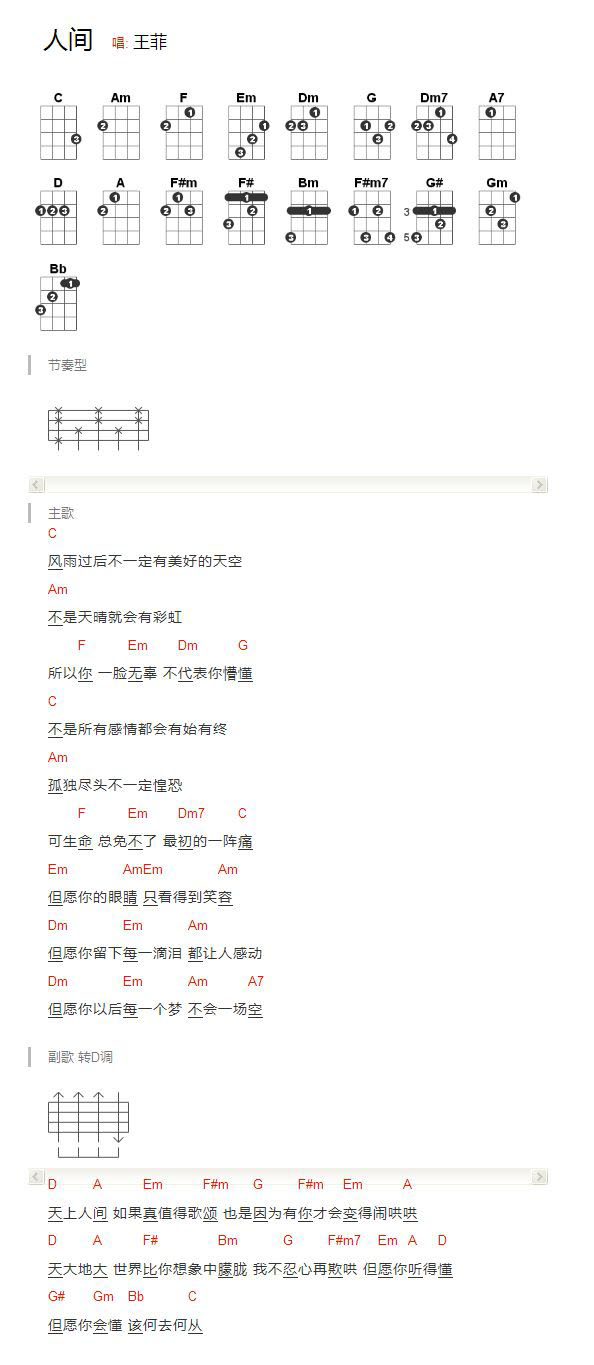 人间 唱: 王菲
C Am F Em Dm G Dm7 A7
D A F#m F# Bm F#m7 G# Gm
3
5
Bb
节奏型
主歌
C
风雨过后不一定有美好的天空
Am
不是天晴就会有彩虹
F Em Dm G
所以你 一脸无辜 不代表你懵懂
C
不是所有感情都会有始有终
Am
孤独尽头不一定惶恐
F Em Dm7 C
可生命 总免不了 最初的一阵痛
Em AmEm Am
但愿你的眼睛 只看得到笑容
Dm Em Am
但愿你留下每一滴泪 都让人感动
Dm Em Am A7
但愿你以后每一个梦 不会一场空
副歌 转D调
D A Em F#m G F#m Em A
天上人间 如果真值得歌颂 也是因为有你才会变得闹哄哄
D A F# Bm G F#m7 Em A D
天大地大 世界比你想象中朦胧 我不忍心再欺哄 但愿你听得懂
G# Gm Bb C
但愿你会懂 该何去何从